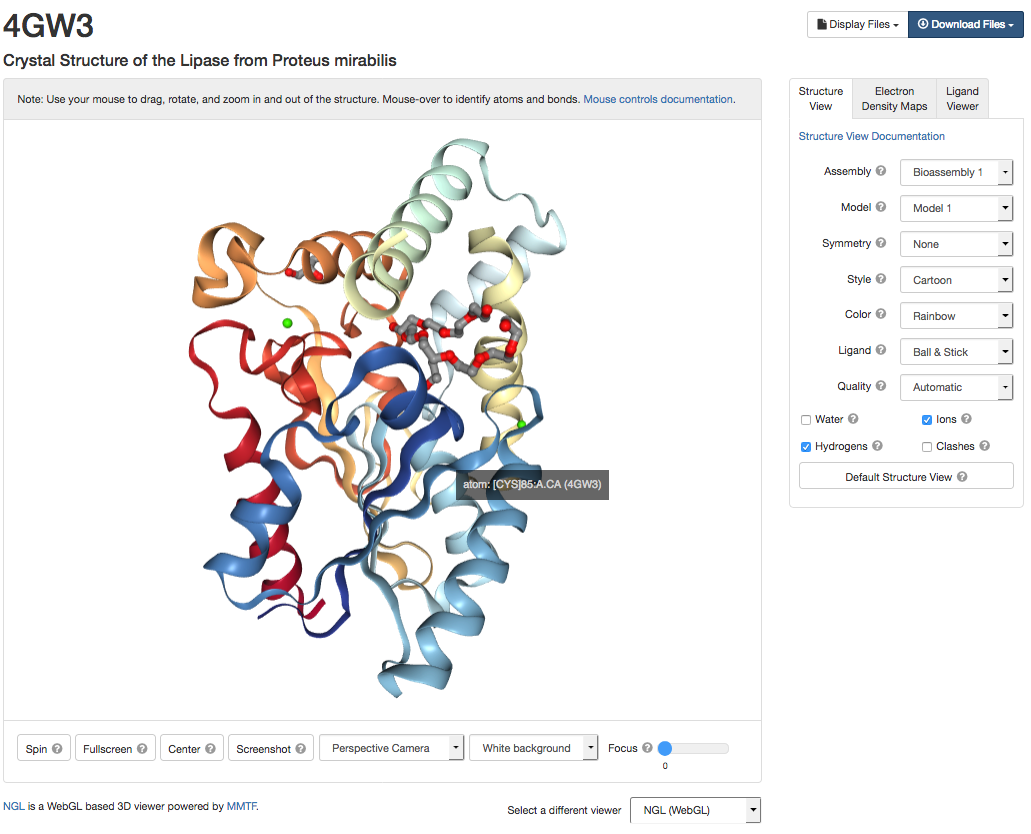 4GW3
Display Files
Download Files
Crystal Structure of the Lipase from Proteus mirabilis
Note: Use your mouse to drag, rotate, and zoom in and out of the structure. Mouse-over to identify atoms and bonds. Mouse controls documentation.
atom: [CYS]85:A.CA (4GW3)
Structure View
Electron Density Maps
Ligand Viewer
Structure View Documentation
Assembly ? Bioassembly 1
Model ? Model 1
Symmetry ? None
Style ? Cartoon
Color ? Rainbow
Ligand ? Ball & Stick
Quality ? Automatic
Water ? Ions ?
Hydrogens ? Clashes ?
Default Structure View ?
Spin ? Fullscreen ? Center ? Screenshot ? Perspective Camera White background Focus ?
0
NGL is a WebGL based 3D viewer powered by MMTF.
Select a different viewer NGL (WebGL)